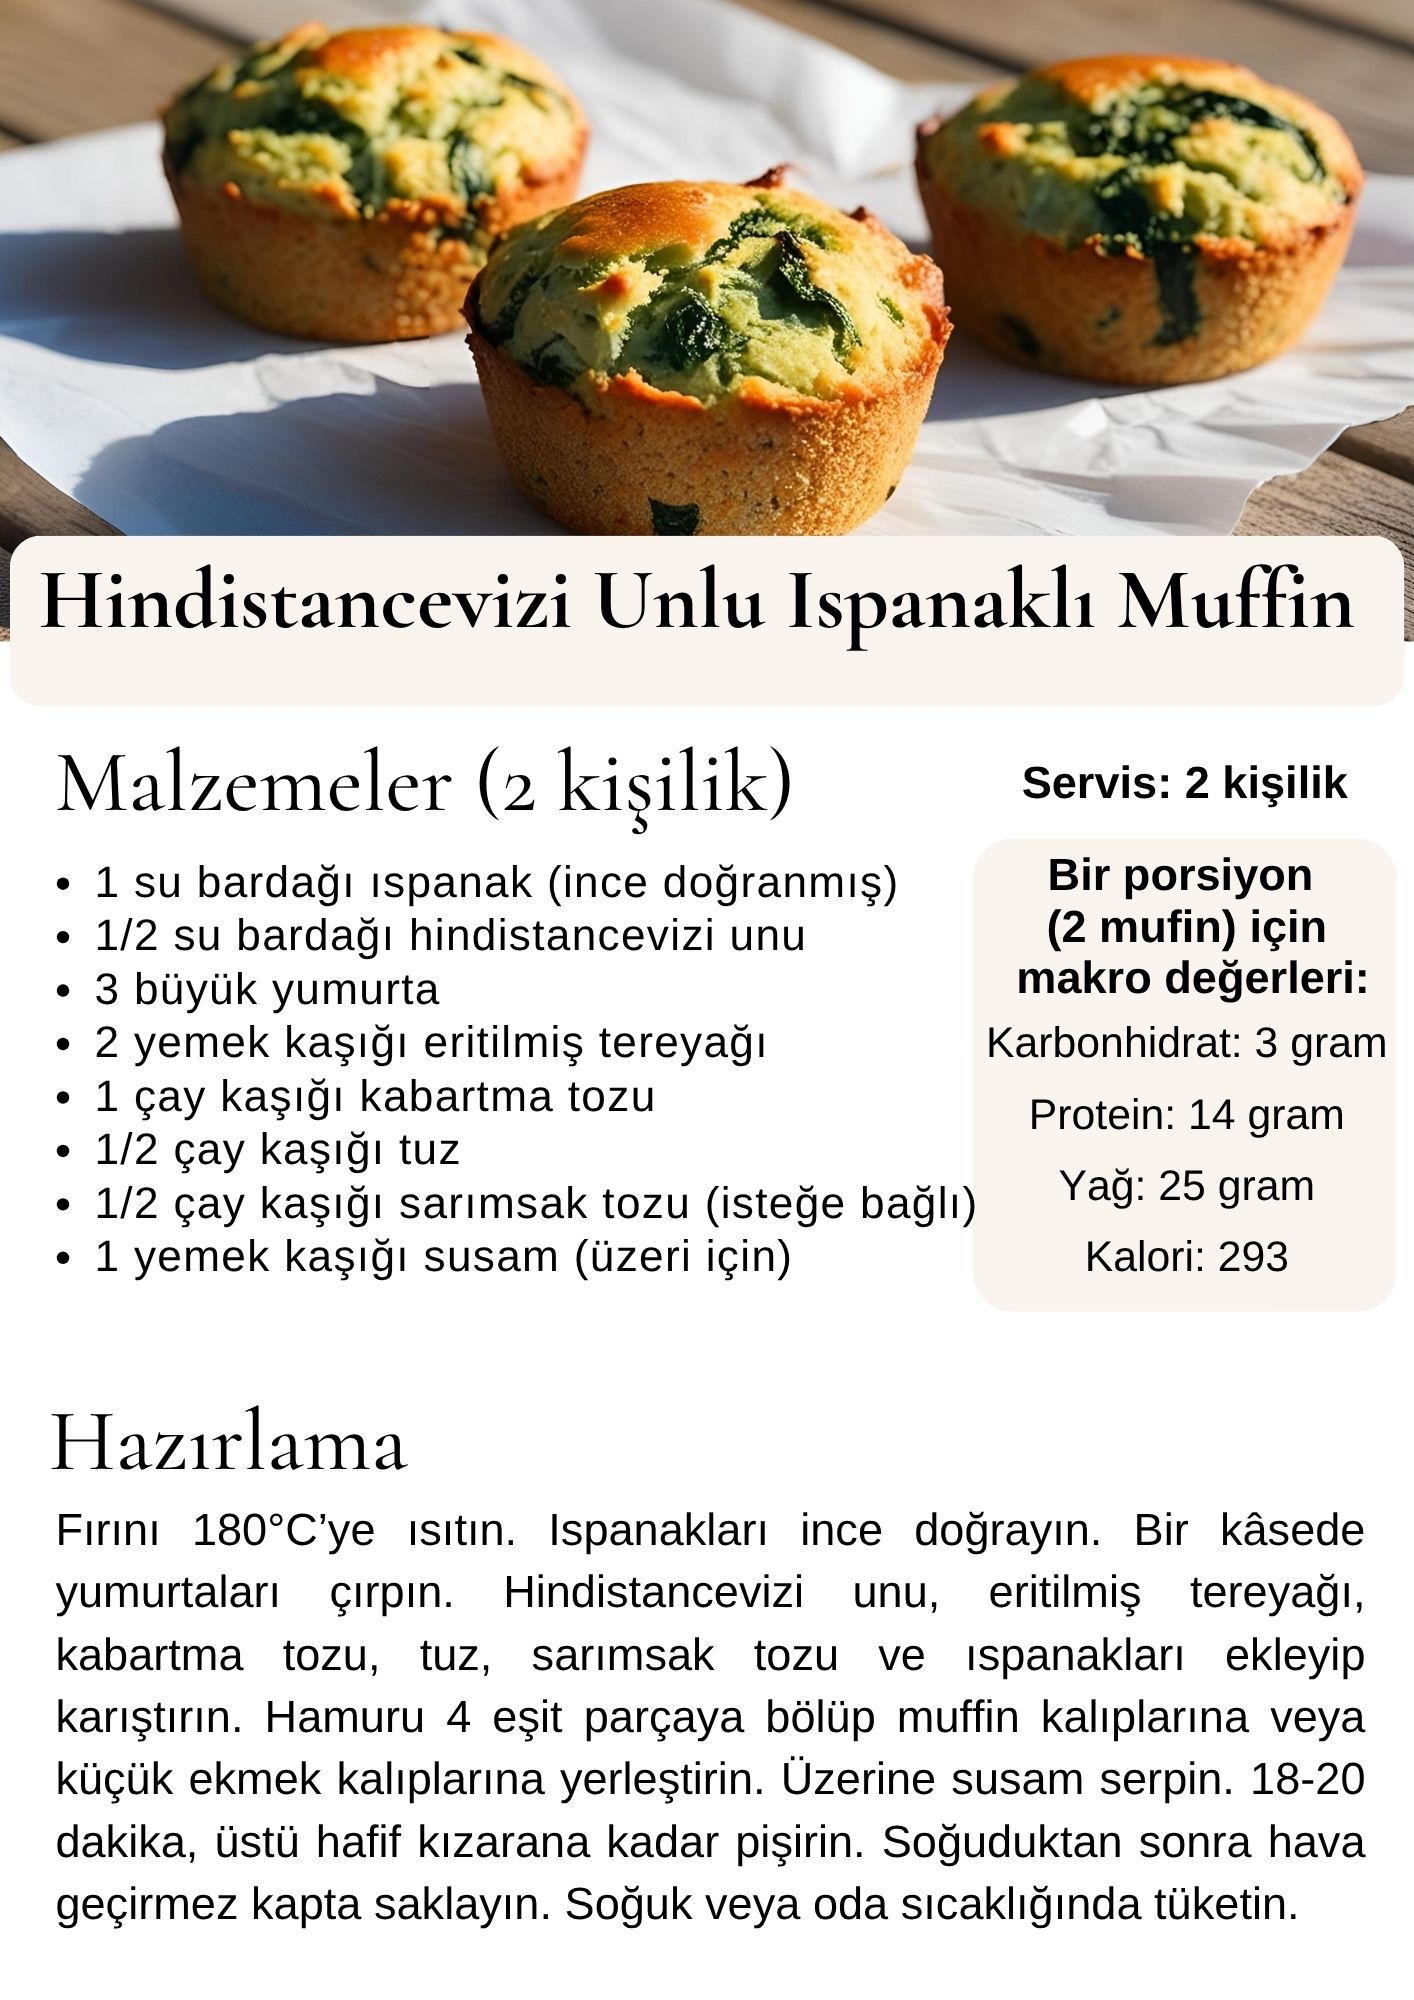 Hindistancevizi Unlu Ispanaklı Muffin
Malzemeler (2 kişilik)
• 1 su bardağı ıspanak (ince doğranmış)
• 1/2 su bardağı hindistancevizi unu
• 3 büyük yumurta
• 2 yemek kaşığı eritilmiş tereyağı
• 1 çay kaşığı kabartma tozu
• 1/2 çay kaşığı tuz
• 1/2 çay kaşığı sarımsak tozu (isteğe bağlı)
• 1 yemek kaşığı susam (üzeri için)
Servis: 2 kişilik
Bir porsiyon
(2 mufin) için
makro değerleri:
Karbonhidrat: 3 gram
Protein: 14 gram
Yağ: 25 gram
Kalori: 293
Hazırlama
Fırını 180°C’ye ısıtın. Ispanakları ince doğrayın. Bir kâsede
yumurtaları çırpın. Hindistancevizi unu, eritilmiş tereyağı,
kabartma tozu, tuz, sarımsak tozu ve ıspanakları ekleyip
karıştırın. Hamuru 4 eşit parçaya bölüp muffin kalıplarına veya
küçük ekmek kalıplarına yerleştirin. Üzerine susam serpin. 18-20
dakika, üstü hafif kızarana kadar pişirin. Soğuduktan sonra hava
geçirmez kapta saklayın. Soğuk veya oda sıcaklığında tüketin.